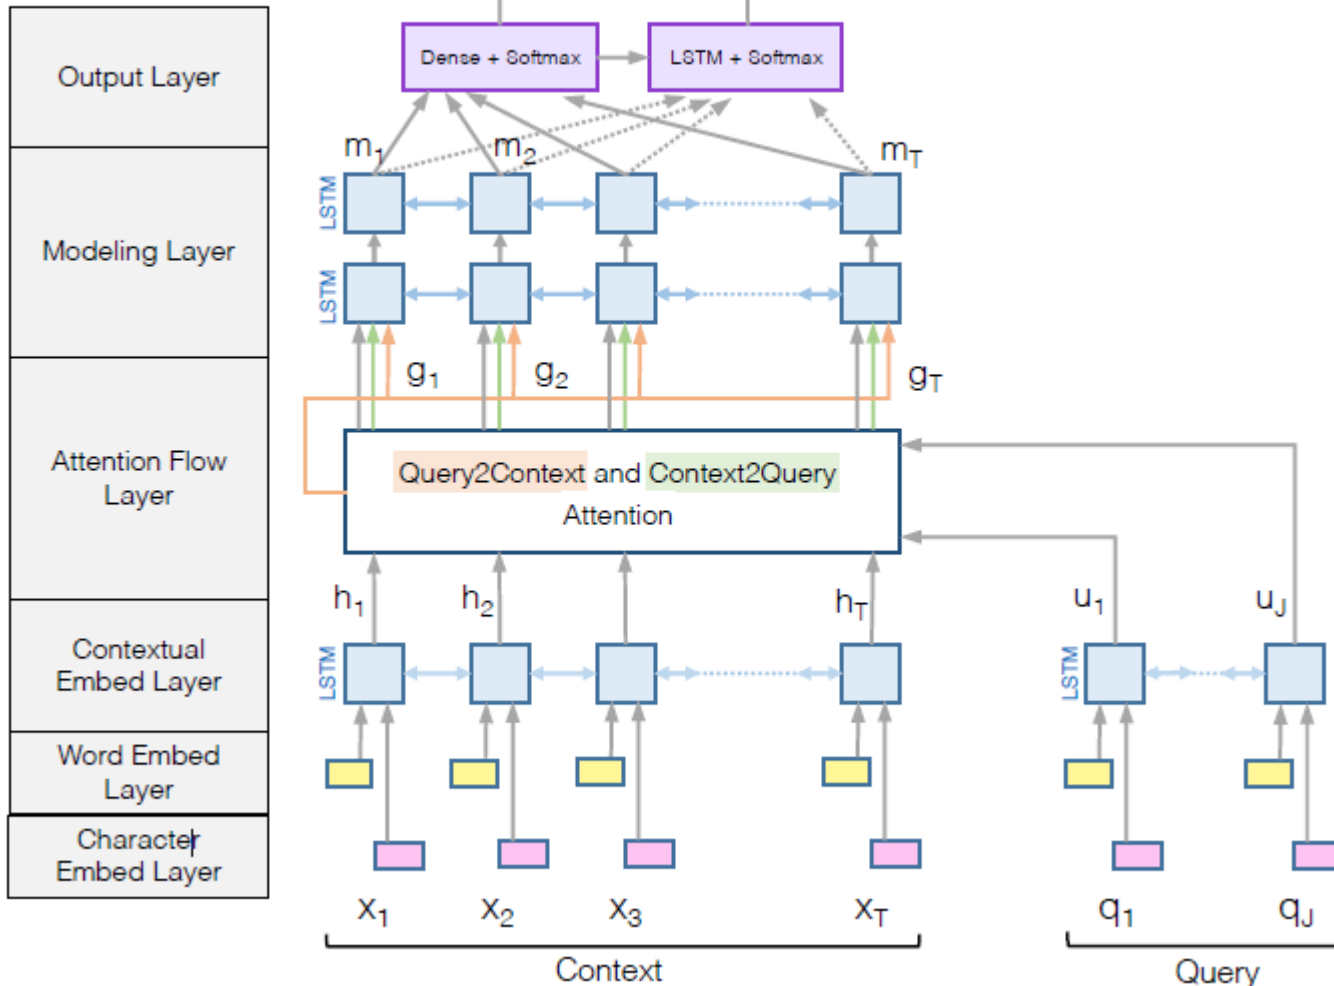 Output Layer
Dense + Softmax
LSTM + Softmax
m1
m2
mT
LSTM
Modeling Layer
LSTM
g1
g2
gT
Attention Flow
Layer
Query2Context and Context2Query
Attention
h1
h2
hT
u1
uJ
Contextual
Embed Layer
LSTM
LSTM
Word Embed
Layer
Character
Embed Layer
x1
x2
x3
xT
q1
qJ
Context
Query